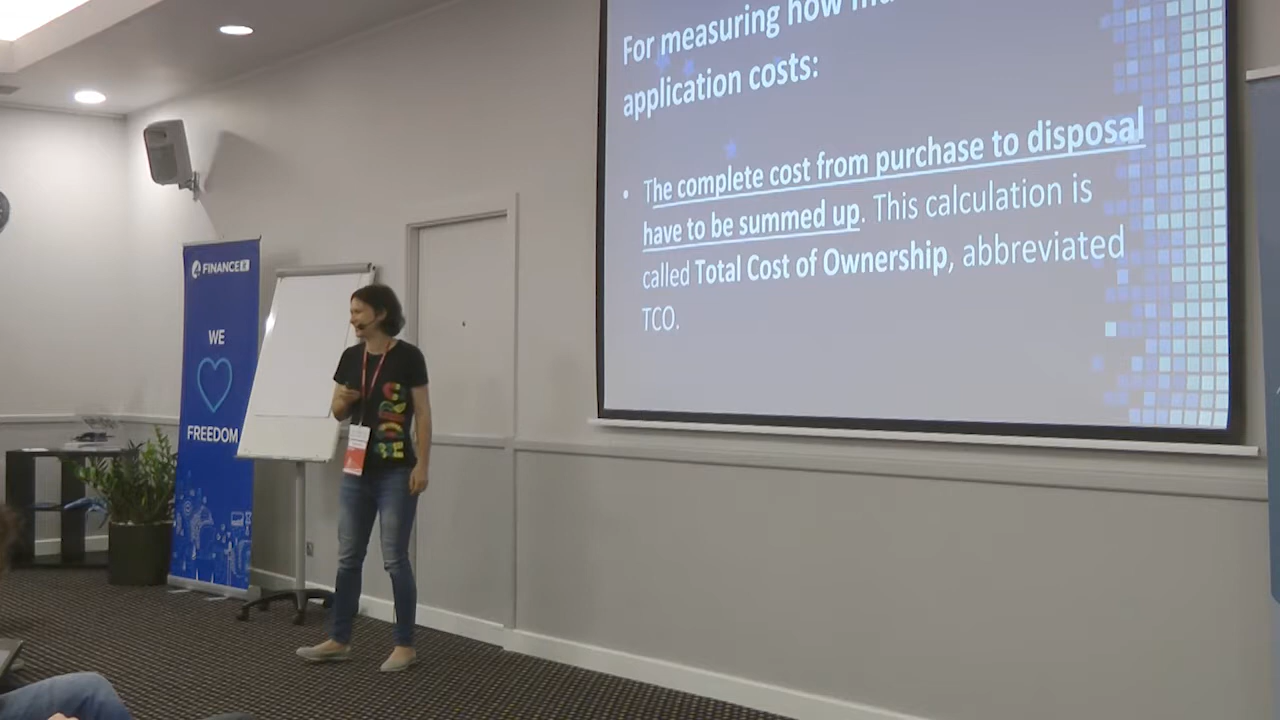 For measuring how
application costs:
• The complete cost from purchase to disposal
have to be summed up. This calculation is
called Total Cost of Ownership, abbreviated
TCO.
FINANCE
WE
FREEDOM